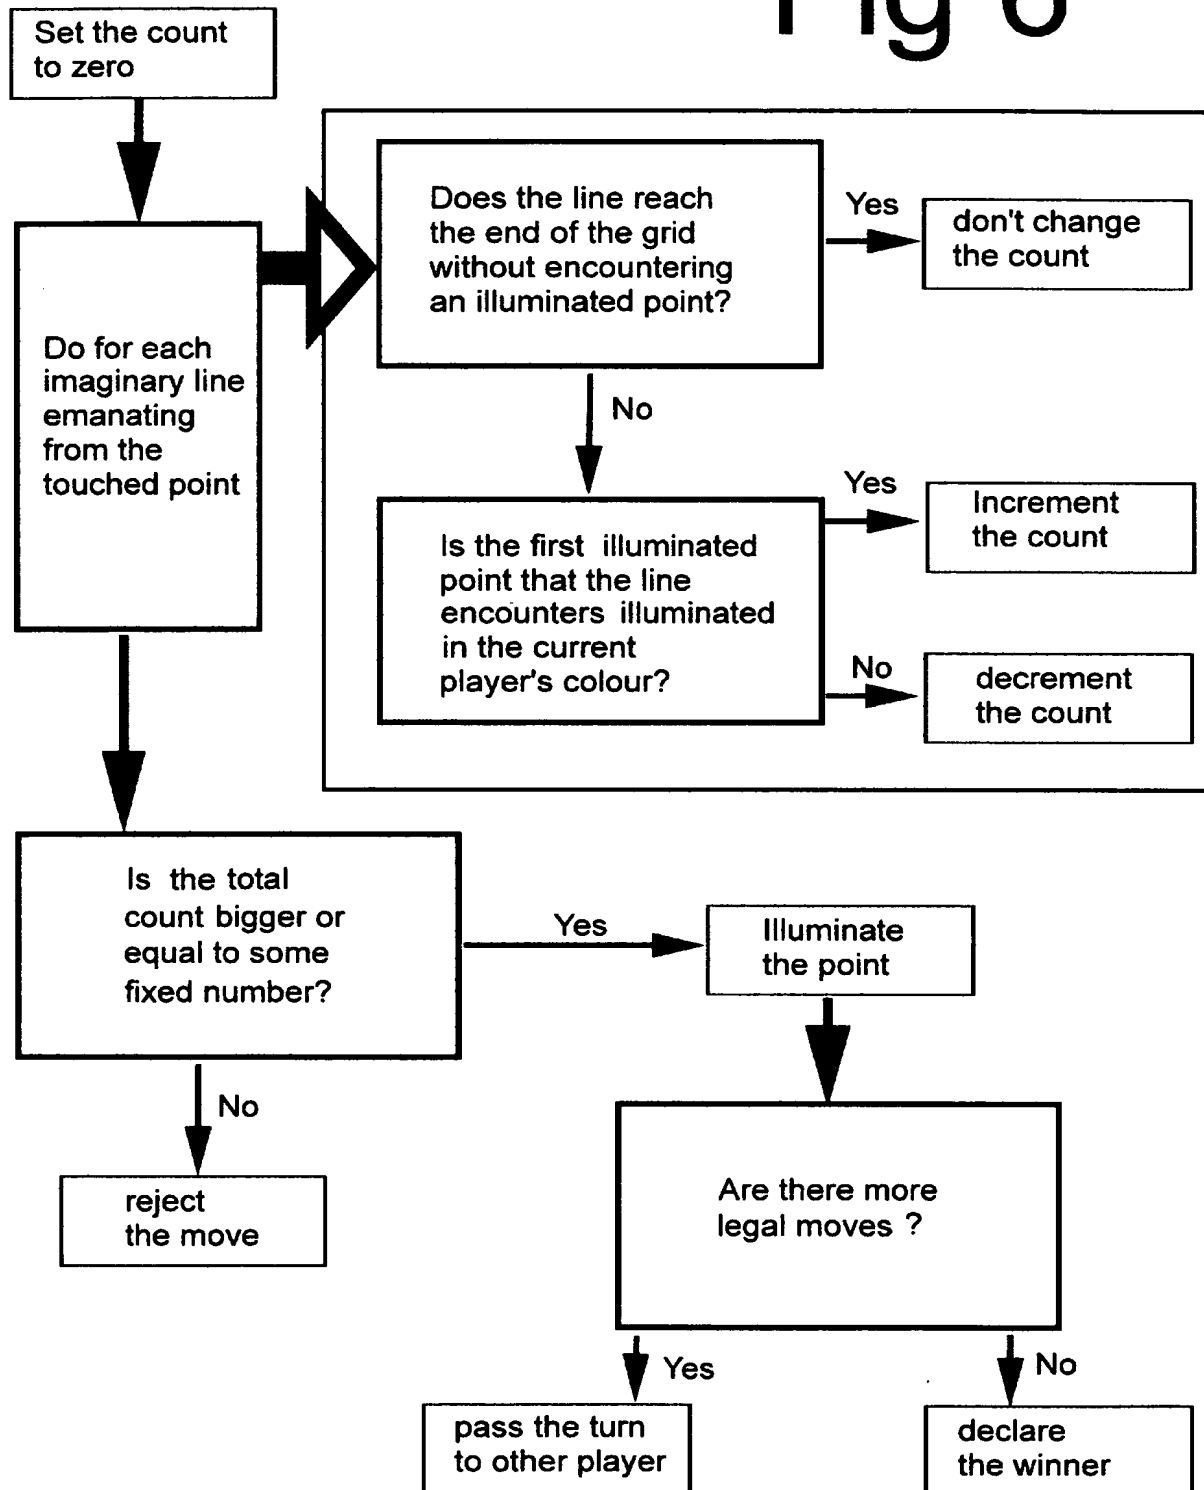 Fig 6
Set the count
to zero
Does the line reach
the end of the grid
without encountering
an illuminated point?
Yes
don't change
the count
Do for each
imaginary line
emanating
from the
touched point
No
Is the first illuminated
point that the line
encounters illuminated
in the current
player's colour?
Yes
Increment
the count
No
decrement
the count
Is the total
count bigger or
equal to some
fixed number?
Yes
Illuminate
the point
No
reject
the move
Are there more
legal moves ?
Yes
pass the turn
to other player
No
declare
the winner